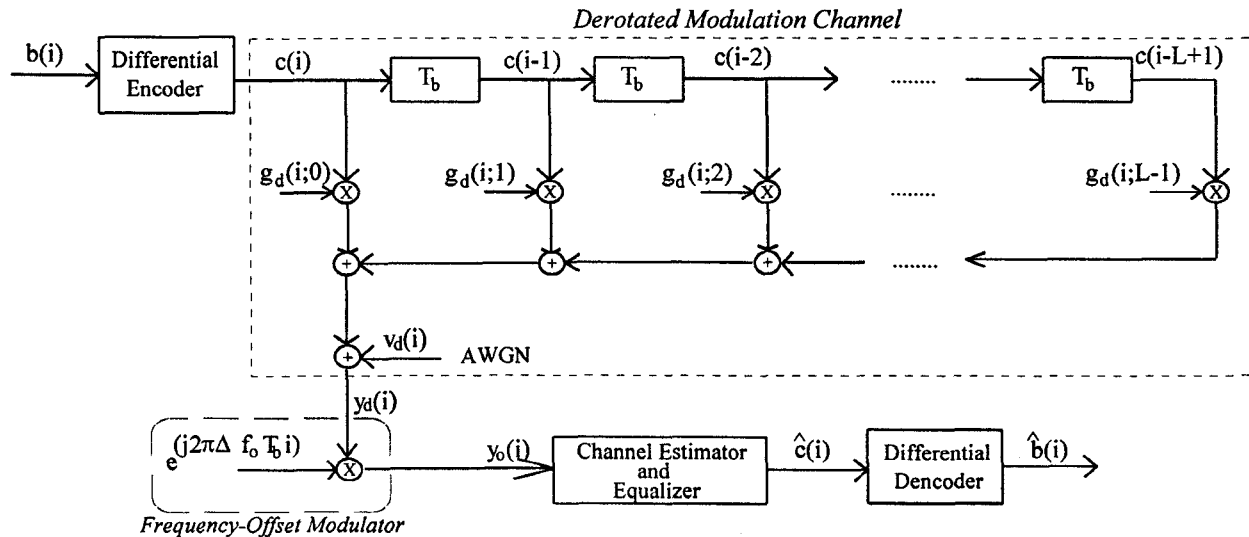 Derotated Modulation Channel
b(i)
Differential
Encoder
c(i)
T_b
c(i-1)
T_b
c(i-2)
........
T_b
c(i-L+1)
g_d(i;0)
X
g_d(i;1)
X
g_d(i;2)
X
........
g_d(i;L-1)
X
+
+
+
........
+
v_d(i)
AWGN
y_d(i)
e^(j2πΔ f_o T_b i)
X
y_o(i)
Channel Estimator
and
Equalizer
ĉ(i)
Differential
Dencoder
b̂(i)
Frequency-Offset Modulator